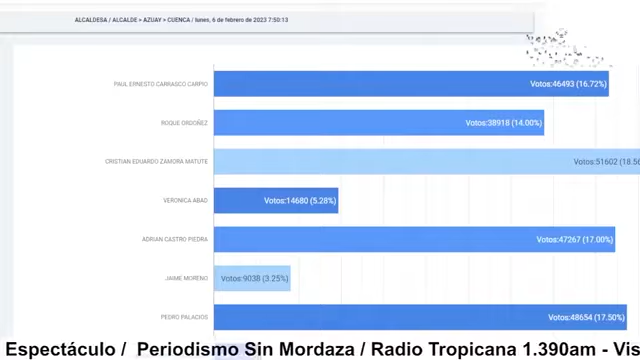 ALCALDESA / ALCALDE > AZUAY > CUENCA / lunes, 6 de febrero de 2023 7:50:13
PAUL ERNESTO CARRASCO CARPIO Votos:46493 (16.72%)
ROQUE ORDOÑEZ Votos:38918 (14.00%)
CRISTIAN EDUARDO ZAMORA MATUTE Votos:51602 (18.56
VERONICA ABAD Votos:14680 (5.28%)
ADRIAN CASTRO PIEDRA Votos:47267 (17.00%)
JAIME MORENO Votos:9038 (3.25%)
PEDRO PALACIOS Votos:48654 (17.50%)
Espectáculo / Periodismo Sin Mordaza / Radio Tropicana 1.390am - Vis